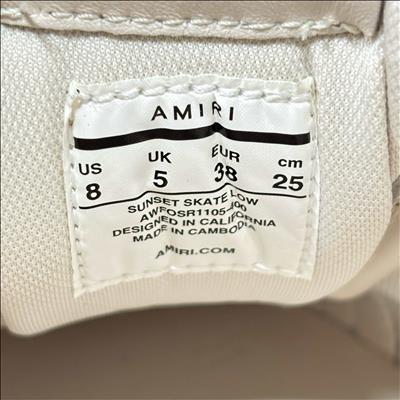 AMIRI
US UK EUR cm
8 5 38 25
SUNSET SKATE LOW
DESIGNED IN CALIFORNIA
MADE IN CAMBODIA
AMIRI.COM